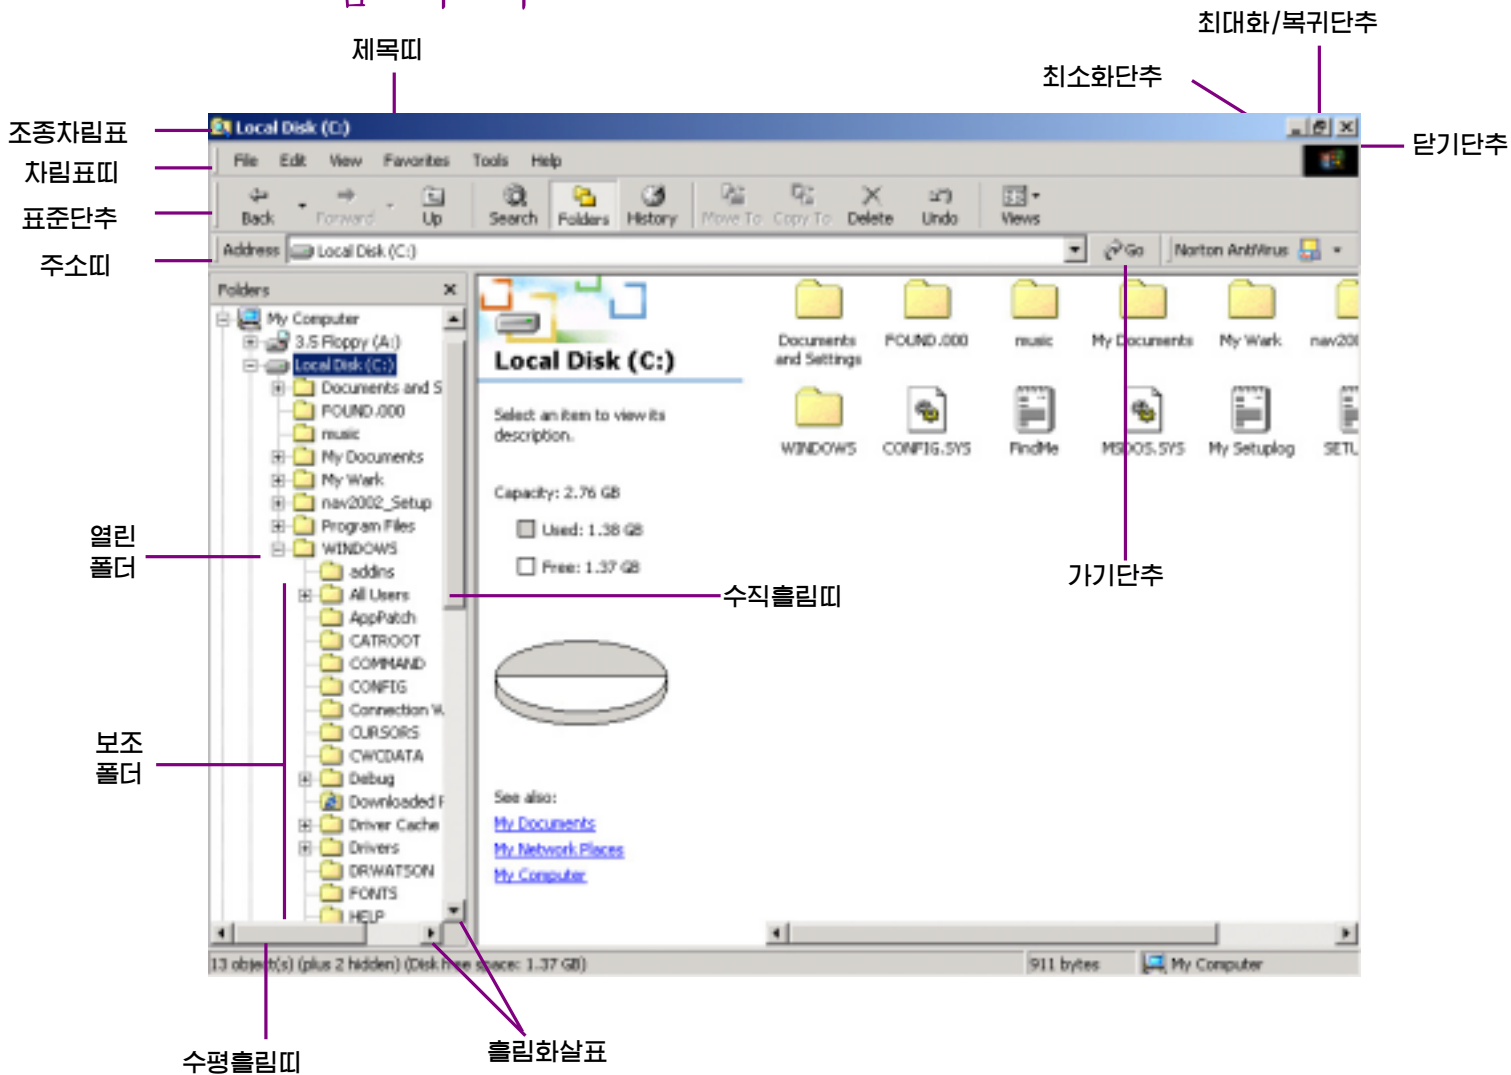 최대화/복귀단추
제목띠
최소화단추
조종차림표
Local Disk (C:)
닫기단추
차림표띠
File Edit View Favorites Tools Help
표준단추
Back Forward Up Search Folders History Move To Copy To Delete Undo Views
주소띠
Address Local Disk (C:) Go Norton AntiVirus
Folders
My Computer
3.5 Floppy (A:)
Local Disk (C:)
Documents and S
FOUND.000
music
My Documents
My Wark
nav2002_Setup
Program Files
WINDOWS
addins
All Users
AppPatch
CATROOT
COMMAND
CONFIG
Connection W
CURSORS
CWCDATA
Debug
Downloaded F
Driver Cache
Drivers
DRWATSON
FONTS
HELP
열린
폴더
보조
폴더
Local Disk (C:)
Select an item to view its
description.
Capacity: 2.76 GB
Used: 1.38 GB
Free: 1.37 GB
수직흘림띠
See also:
My Documents
My Network Places
My Computer
Documents
and Settings
FOUND.000
music
My Documents
My Wark
nav200
WINDOWS
CONFIG.SYS
FindMe
MSDOS.SYS
My Setuplog
SETU
가기단추
13 object(s) (plus 2 hidden) (Disk free space: 1.37 GB) 911 bytes My Computer
흘림화살표
수평흘림띠